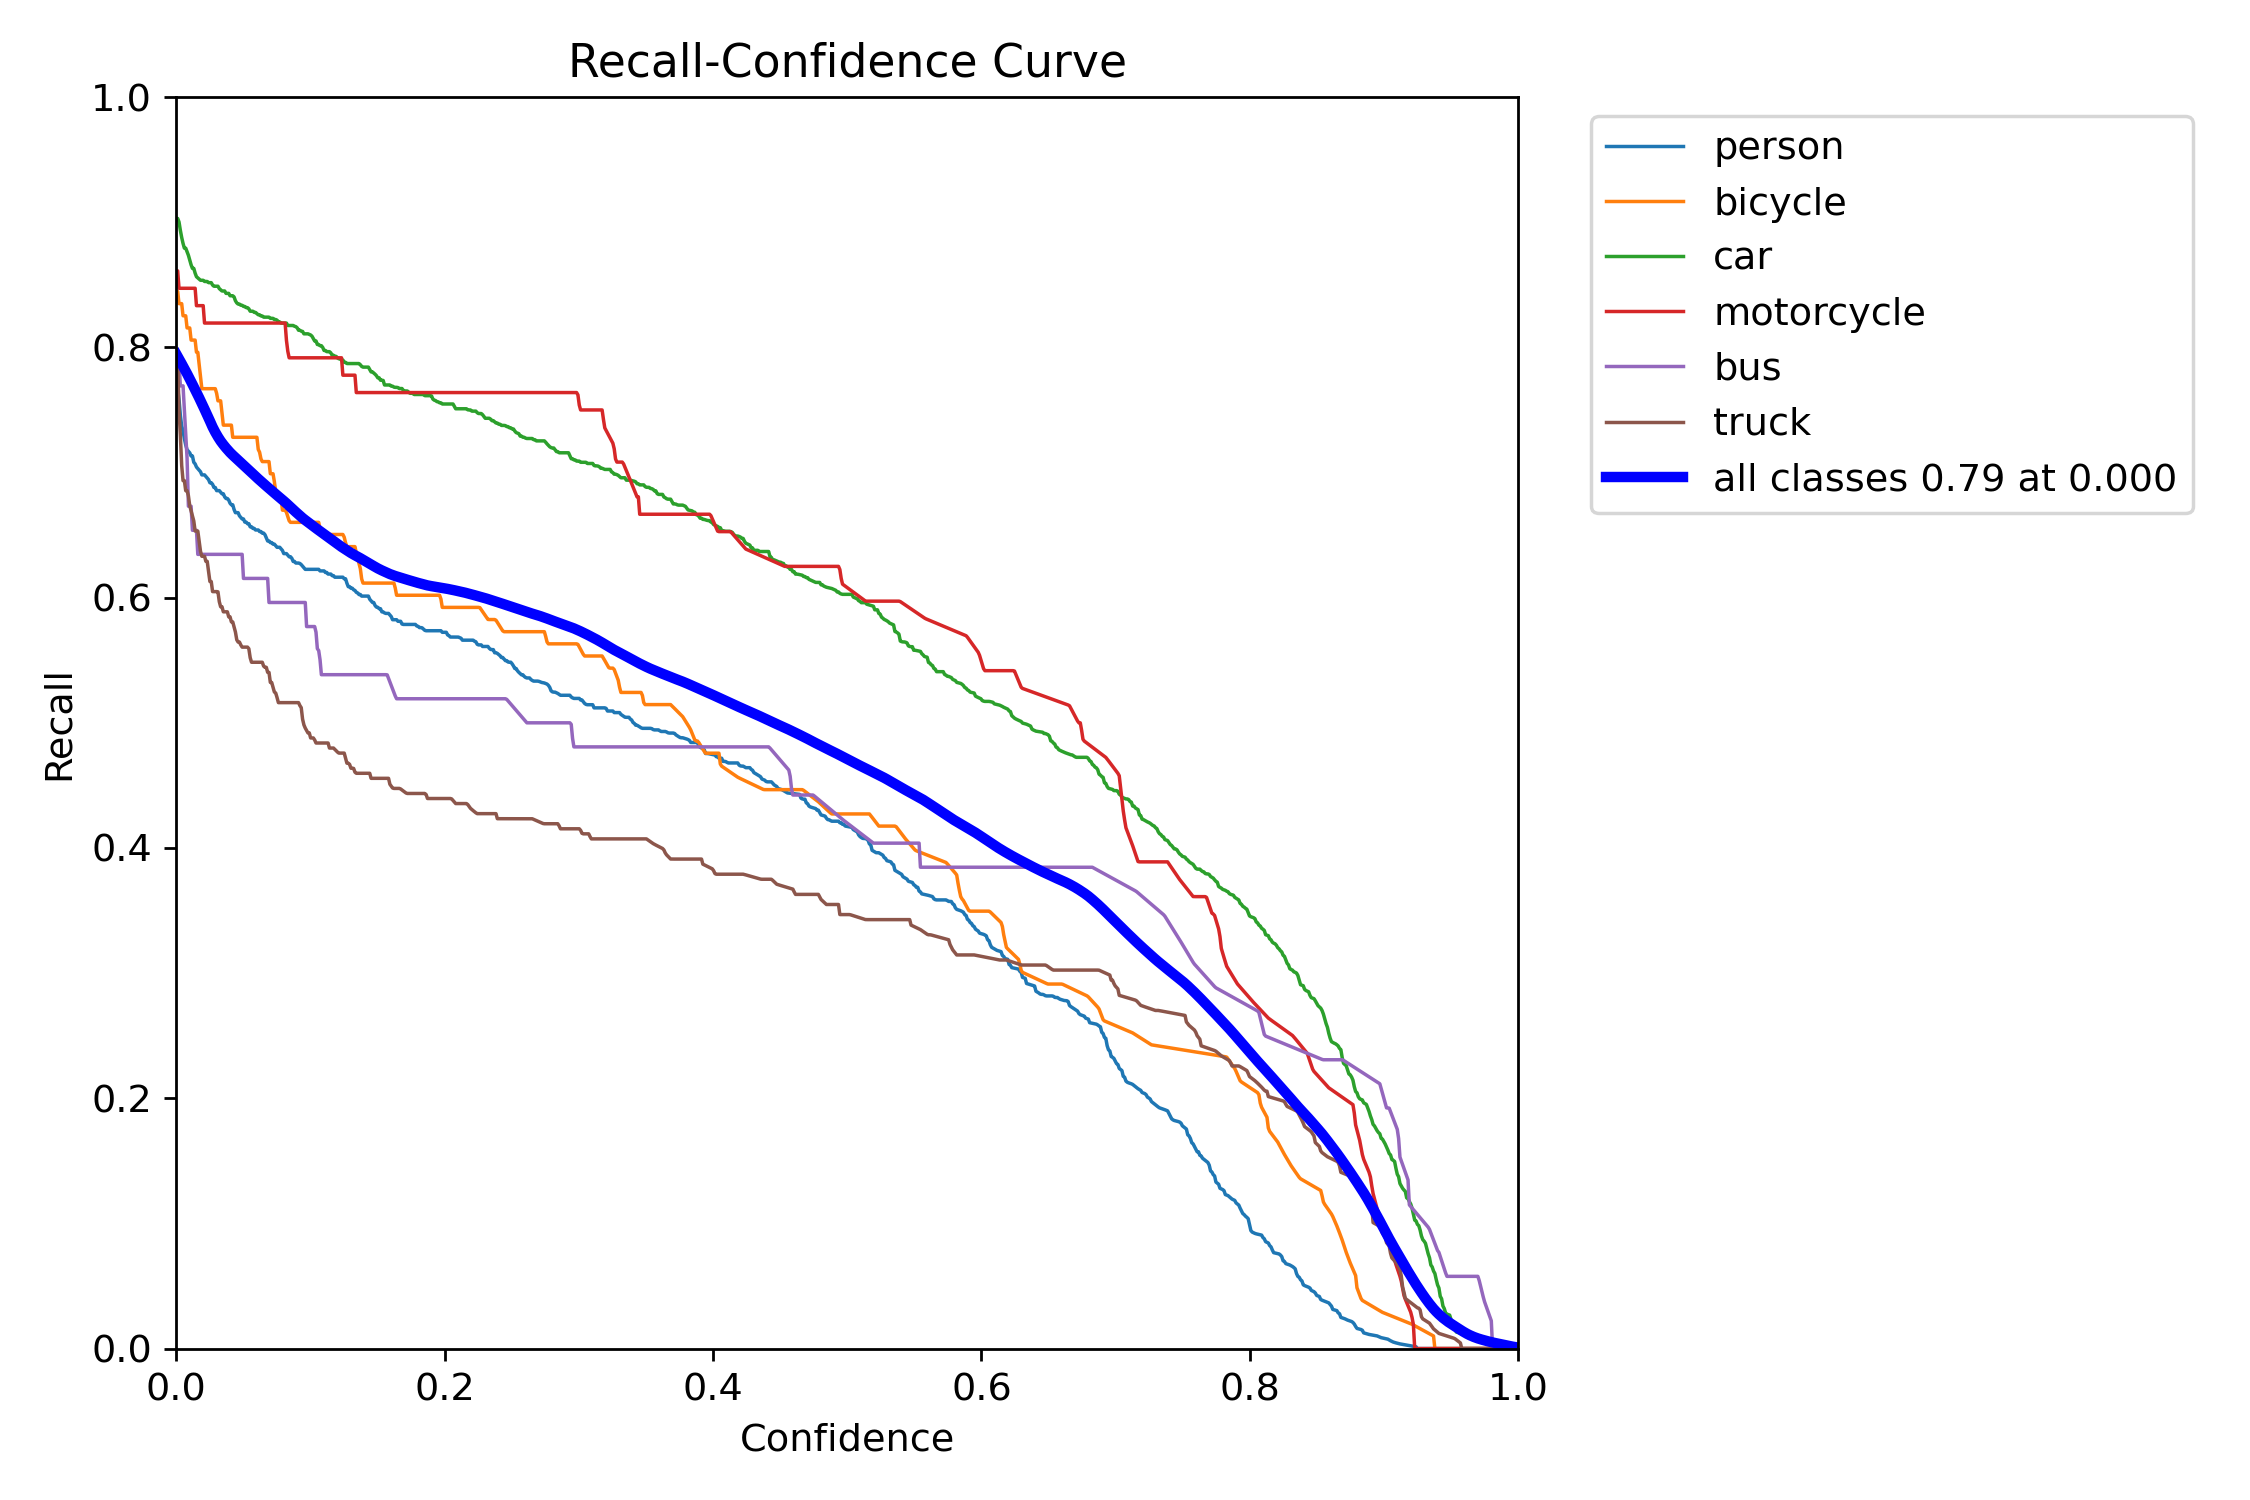 Recall-Confidence Curve
1.0
0.8
0.6
0.4
0.2
0.0
Recall
0.0 0.2 0.4 0.6 0.8 1.0
Confidence
person
bicycle
car
motorcycle
bus
truck
all classes 0.79 at 0.000